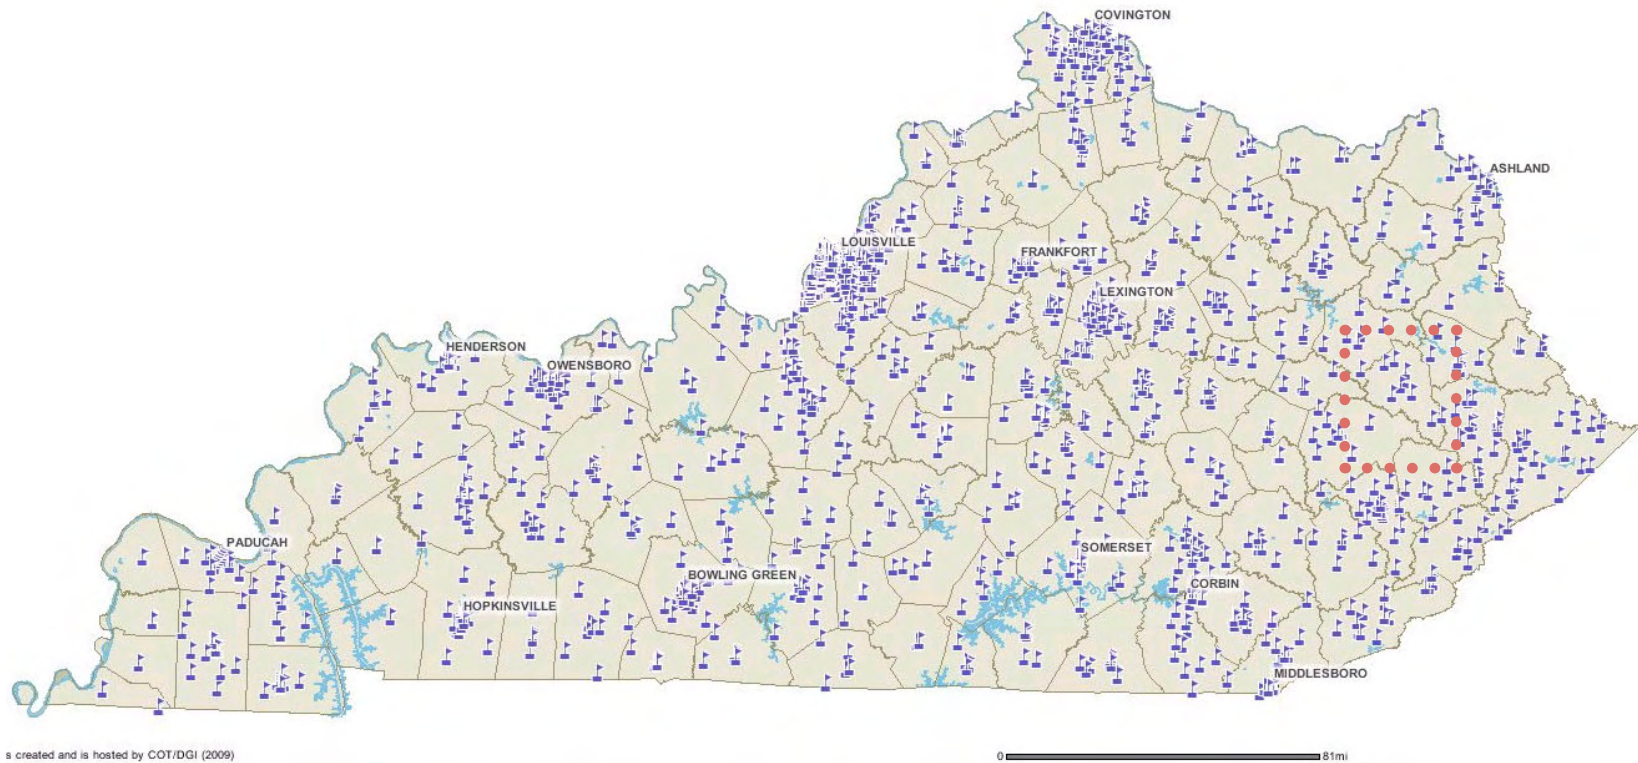 COVINGTON
ASHLAND
LOUISVILLE
FRANKFORT
LEXINGTON
HENDERSON
OWENSBORO
PADUCAH
SOMERSET
BOWLING GREEN
CORBIN
HOPKINSVILLE
MIDDLESBORO
s created and is hosted by COT/DGI (2009)
0 81mi